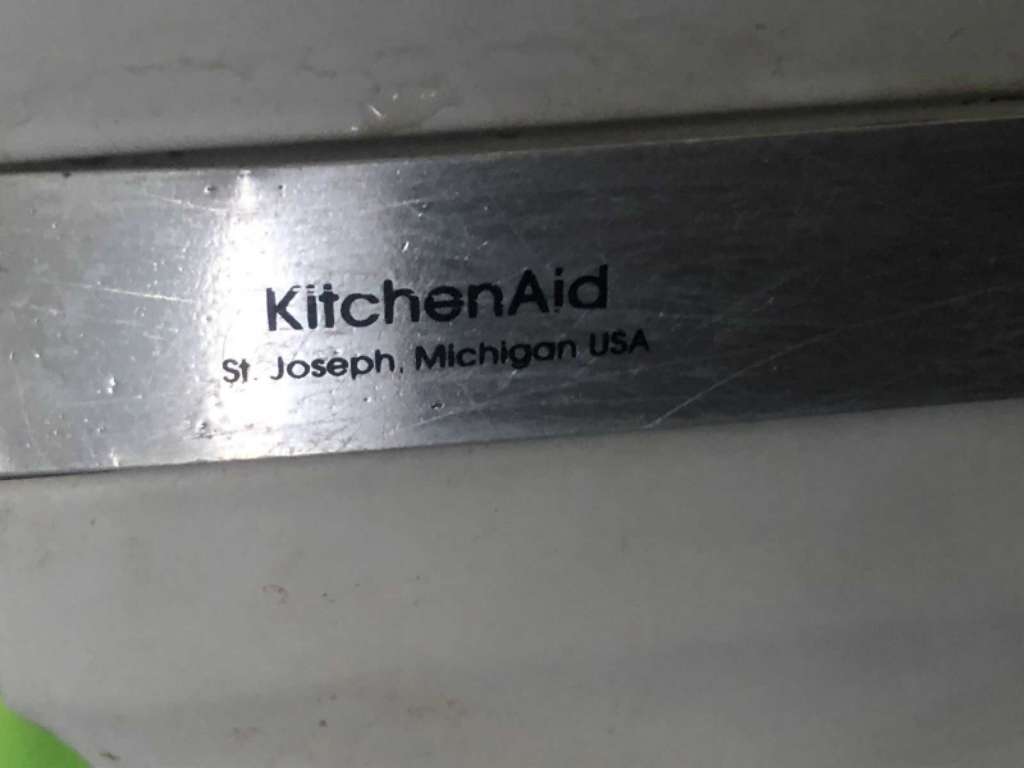 KitchenAid
St. Joseph, Michigan USA